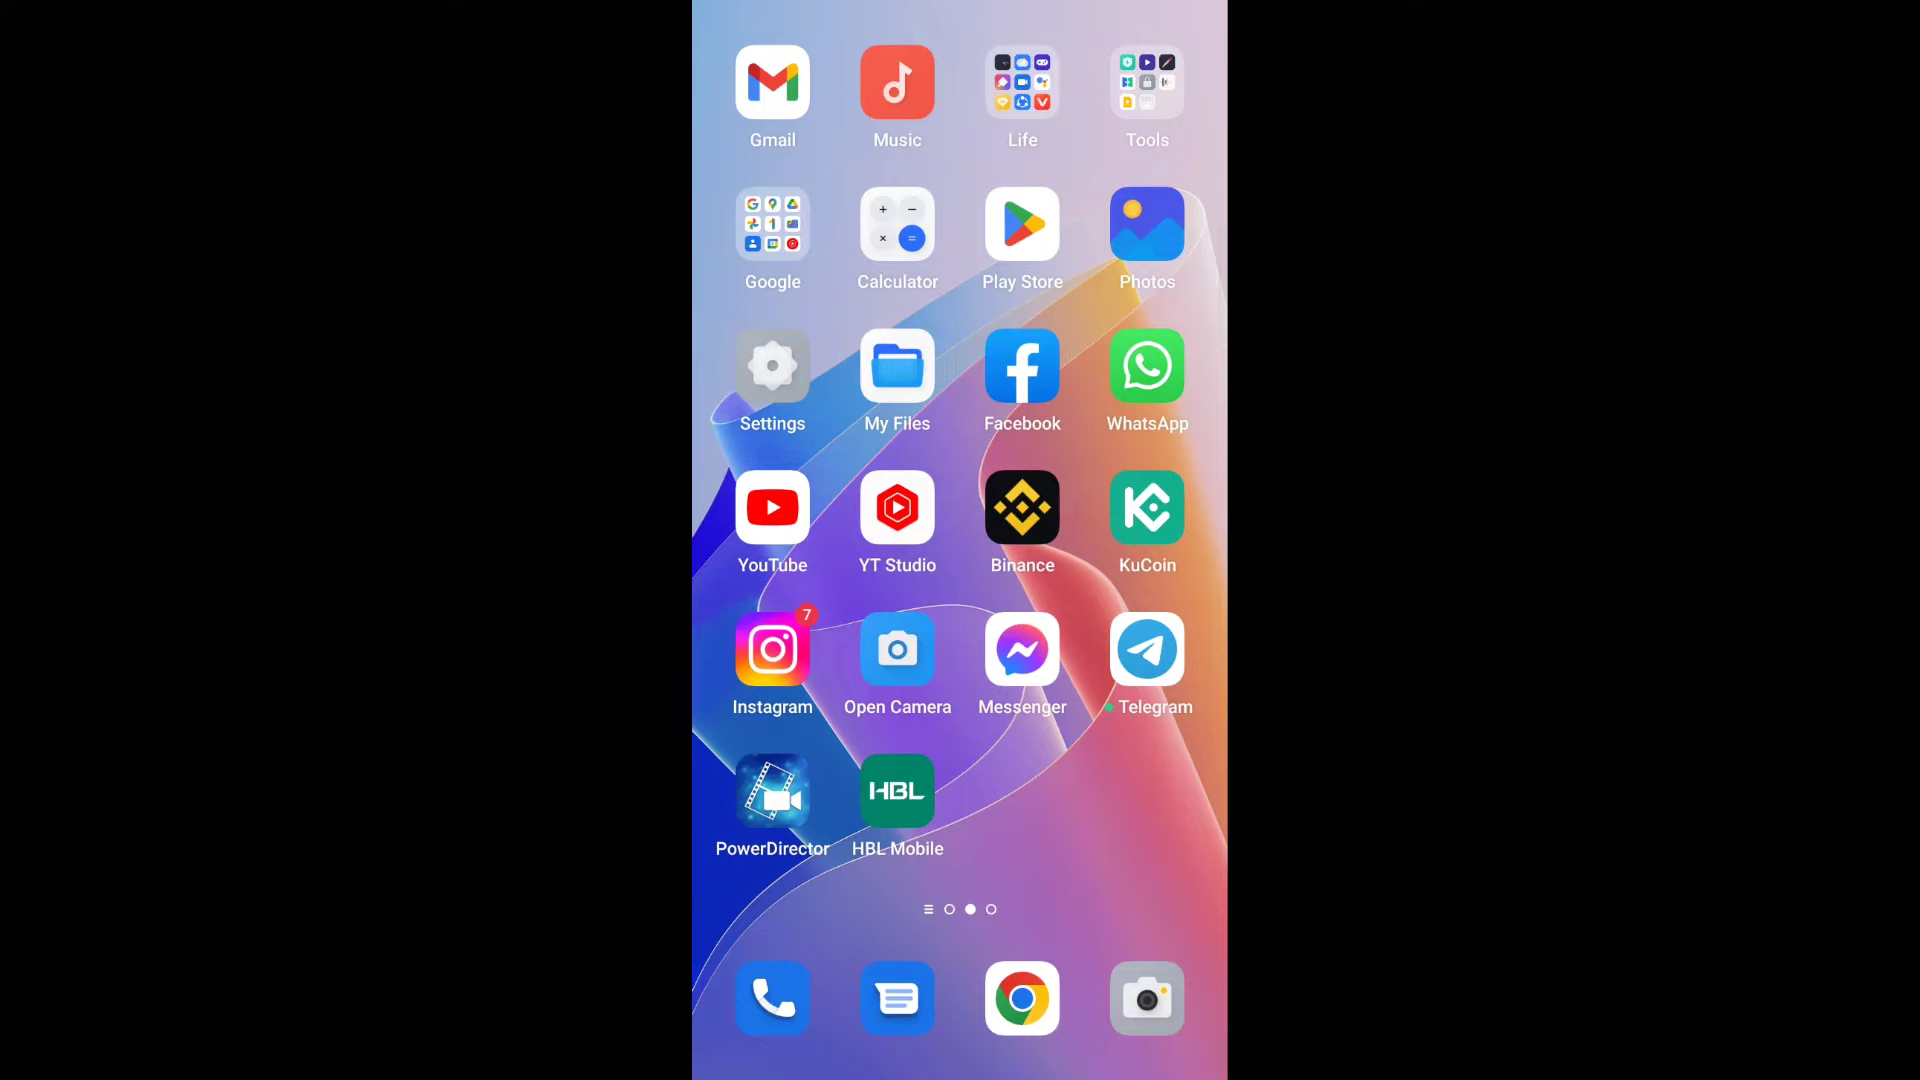 Gmail Music Life Tools
Google Calculator Play Store Photos
Settings My Files Facebook WhatsApp
YouTube YT Studio Binance KuCoin
7
Instagram Open Camera Messenger Telegram
HBL
PowerDirector HBL Mobile